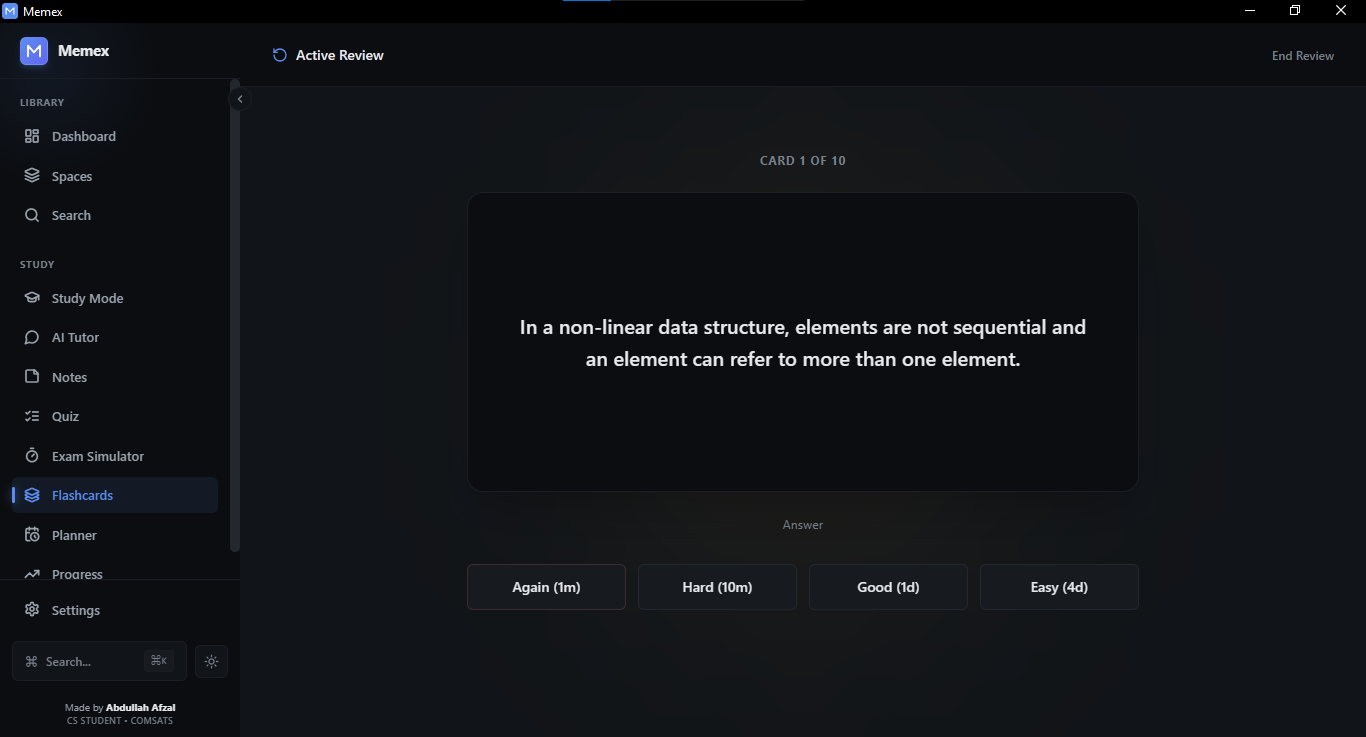 Memex
Memex
Active Review
End Review
LIBRARY
Dashboard
Spaces
Search
STUDY
Study Mode
AI Tutor
Notes
Quiz
Exam Simulator
Flashcards
Planner
Progress
Settings
⌘ Search... ⌘K
Made by Abdullah Afzal
CS STUDENT • COMSATS
CARD 1 OF 10
In a non-linear data structure, elements are not sequential and
an element can refer to more than one element.
Answer
Again (1m)
Hard (10m)
Good (1d)
Easy (4d)